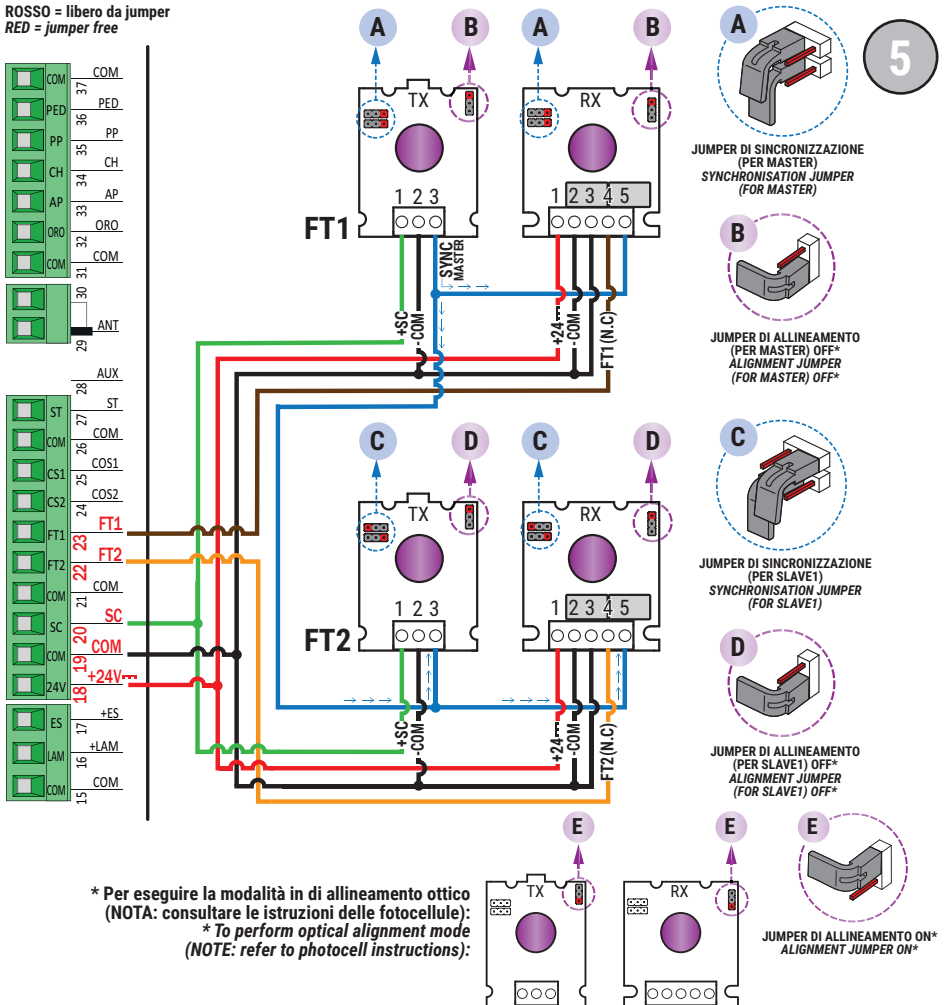 ROSSO = libero da jumper
RED = jumper free
5
COM
COM
37
PED
PED
36
PP
PP
35
CH
CH
34
AP
AP
33
ORO
ORO
32
COM
COM
31
30
ANT
29
AUX
28
ST
ST
27
COM
COM
26
CS1
COS1
25
CS2
COS2
24
FT1
FT1
23
FT2
FT2
22
COM
COM
21
SC
SC
20
COM
COM
19
24V
+24V
18
ES
+ES
17
LAM
+LAM
16
COM
COM
15
A
B
A
B
TX
RX
1 2 3
1 2 3 4 5
FT1
SYNC
MASTER
+SC
-COM
+24
-COM
FT1(N.C)
C
D
C
D
TX
RX
1 2 3
1 2 3 4 5
FT2
+SC
-COM
+24
-COM
FT2(N.C)
A
JUMPER DI SINCRONIZZAZIONE
(PER MASTER)
SYNCHRONISATION JUMPER
(FOR MASTER)
B
JUMPER DI ALLINEAMENTO
(PER MASTER) OFF*
ALIGNMENT JUMPER
(FOR MASTER) OFF*
C
JUMPER DI SINCRONIZZAZIONE
(PER SLAVE1)
SYNCHRONISATION JUMPER
(FOR SLAVE1)
D
JUMPER DI ALLINEAMENTO
(PER SLAVE1) OFF*
ALIGNMENT JUMPER
(FOR SLAVE1) OFF*
* Per eseguire la modalità in di allineamento ottico
(NOTA: consultare le istruzioni delle fotocellule):
* To perform optical alignment mode
(NOTE: refer to photocell instructions):
E
E
TX
RX
E
JUMPER DI ALLINEAMENTO ON*
ALIGNMENT JUMPER ON*